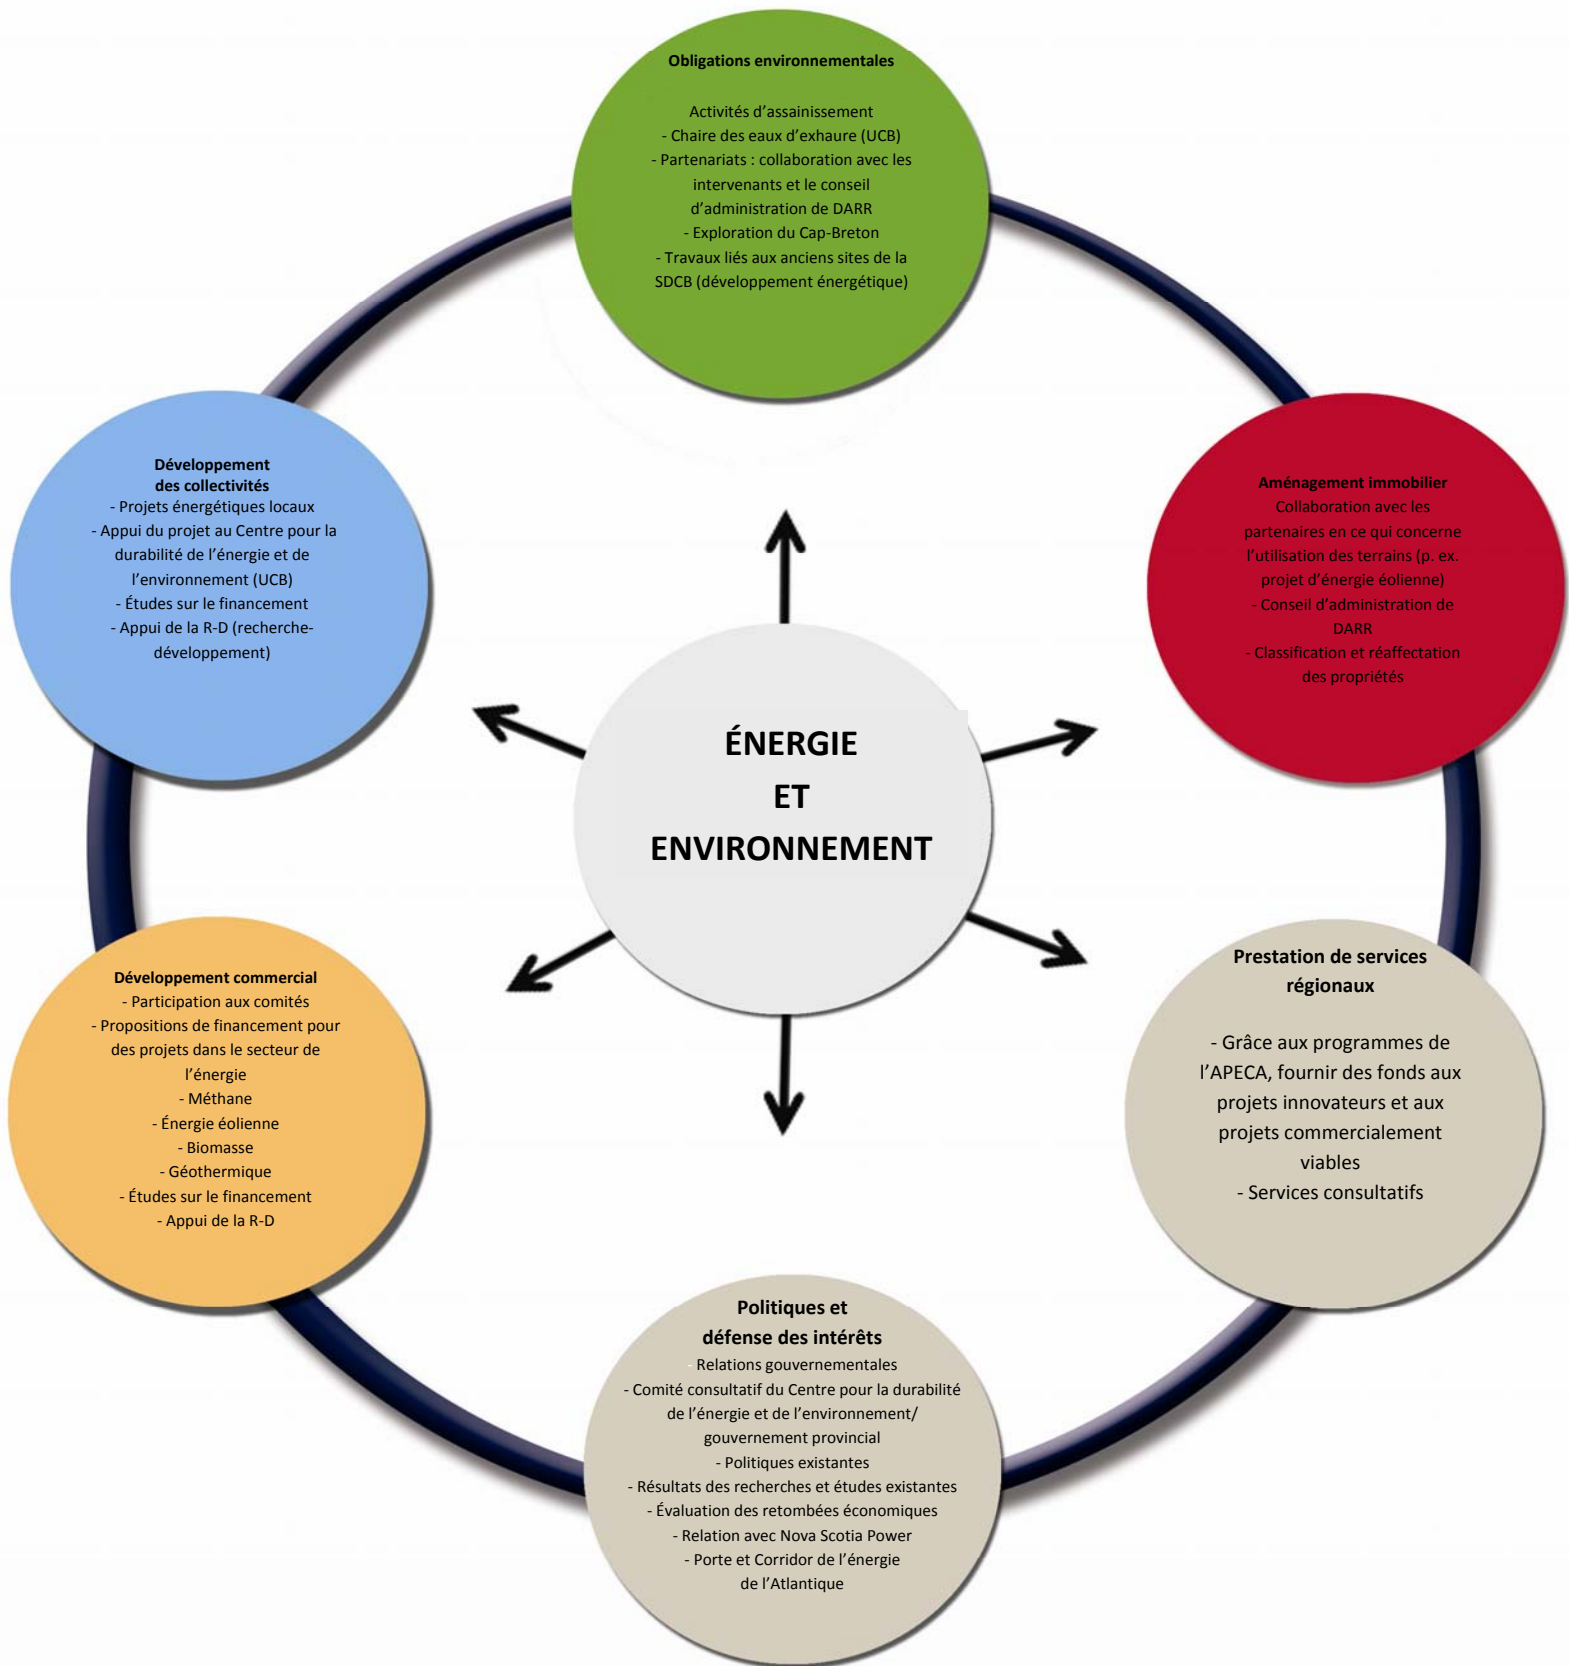 Obligations environnementales
Activités d’assainissement
- Chaire des eaux d’exhaure (UCB)
- Partenariats : collaboration avec les
intervenants et le conseil
d’administration de DARR
- Exploration du Cap-Breton
- Travaux liés aux anciens sites de la
SDCB (développement énergétique)
Développement
des collectivités
- Projets énergétiques locaux
- Appui du projet au Centre pour la
durabilité de l’énergie et de
l’environnement (UCB)
- Études sur le financement
- Appui de la R-D (recherche-
développement)
Aménagement immobilier
Collaboration avec les
partenaires en ce qui concerne
l’utilisation des terrains (p. ex.
projet d’énergie éolienne)
- Conseil d’administration de
DARR
- Classification et réaffectation
des propriétés
ÉNERGIE
ET
ENVIRONNEMENT
Développement commercial
- Participation aux comités
- Propositions de financement pour
des projets dans le secteur de
l’énergie
- Méthane
- Énergie éolienne
- Biomasse
- Géothermique
- Études sur le financement
- Appui de la R-D
Prestation de services
régionaux
- Grâce aux programmes de
l’APECA, fournir des fonds aux
projets innovateurs et aux
projets commercialement
viables
- Services consultatifs
Politiques et
défense des intérêts
- Relations gouvernementales
- Comité consultatif du Centre pour la durabilité
de l’énergie et de l’environnement/
gouvernement provincial
- Politiques existantes
- Résultats des recherches et études existantes
- Évaluation des retombées économiques
- Relation avec Nova Scotia Power
- Porte et Corridor de l’énergie
de l’Atlantique